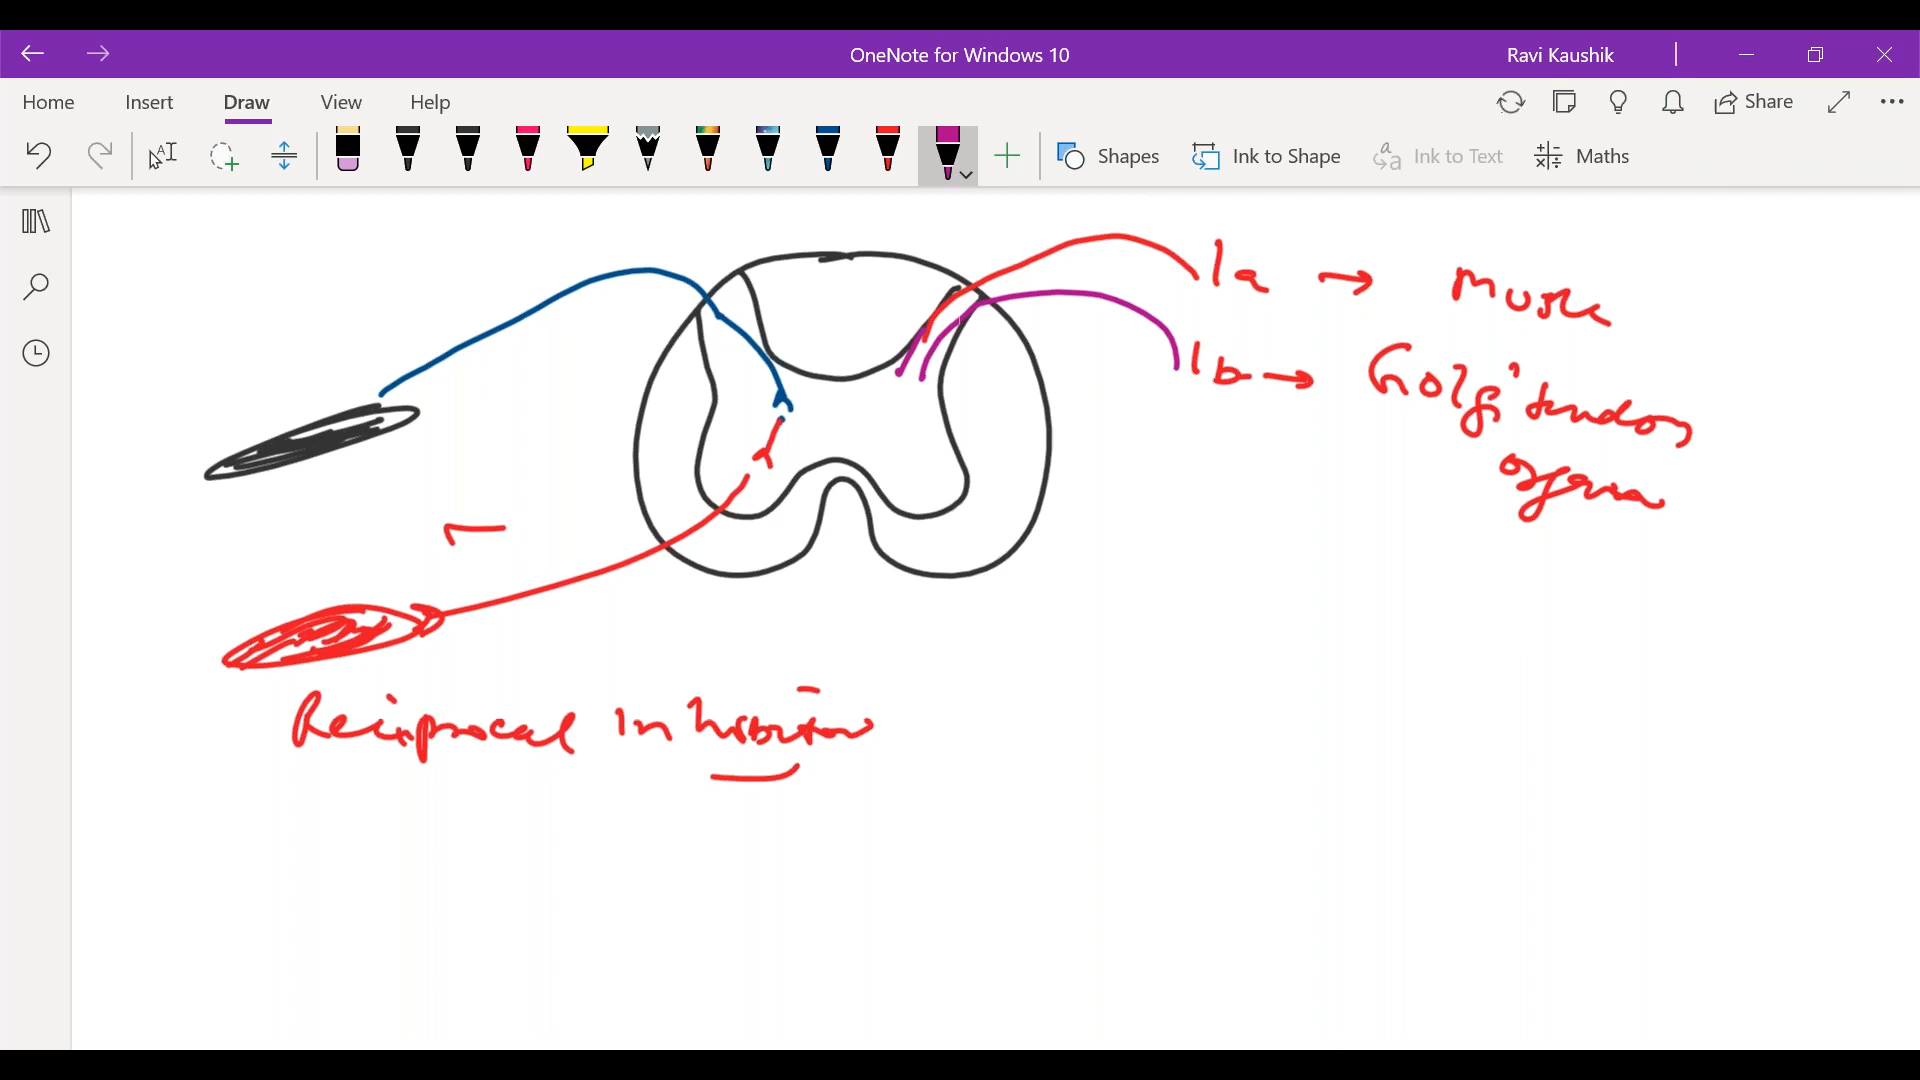 OneNote for Windows 10
Ravi Kaushik
Home Insert Draw View Help
Share
Shapes Ink to Shape Ink to Text Maths
Ia → Muscle
Ib → Golgi tendon
organ
Reciprocal Inhibition